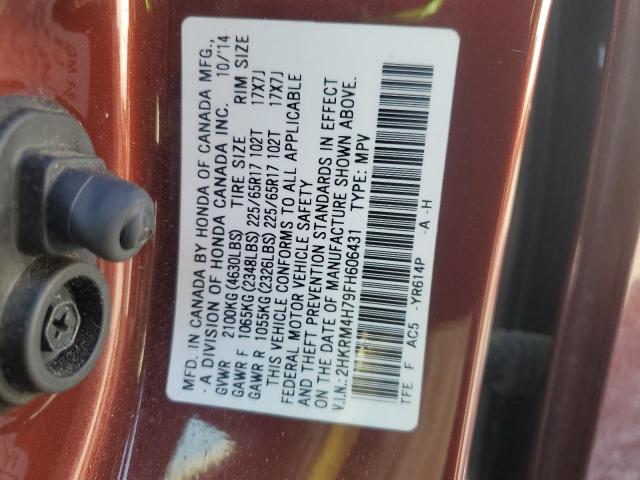 MFD. IN CANADA BY HONDA OF CANADA MFG.,
A DIVISION OF HONDA CANADA INC. 10/'14
GVWR 2100KG(4630LBS) TIRE SIZE RIM SIZE
GAWR F 1065KG(2348LBS) 225/65R17 102T 17X7J
GAWR R 1055KG(2326LBS) 225/65R17 102T 17X7J
THIS VEHICLE CONFORMS TO ALL APPLICABLE
FEDERAL MOTOR VEHICLE SAFETY
AND THEFT PREVENTION STANDARDS IN EFFECT
ON THE DATE OF MANUFACTURE SHOWN ABOVE.
V.I.N.:2HKRM4H79FH606431 TYPE: MPV
TFE F AC5 -YR614P -A -H